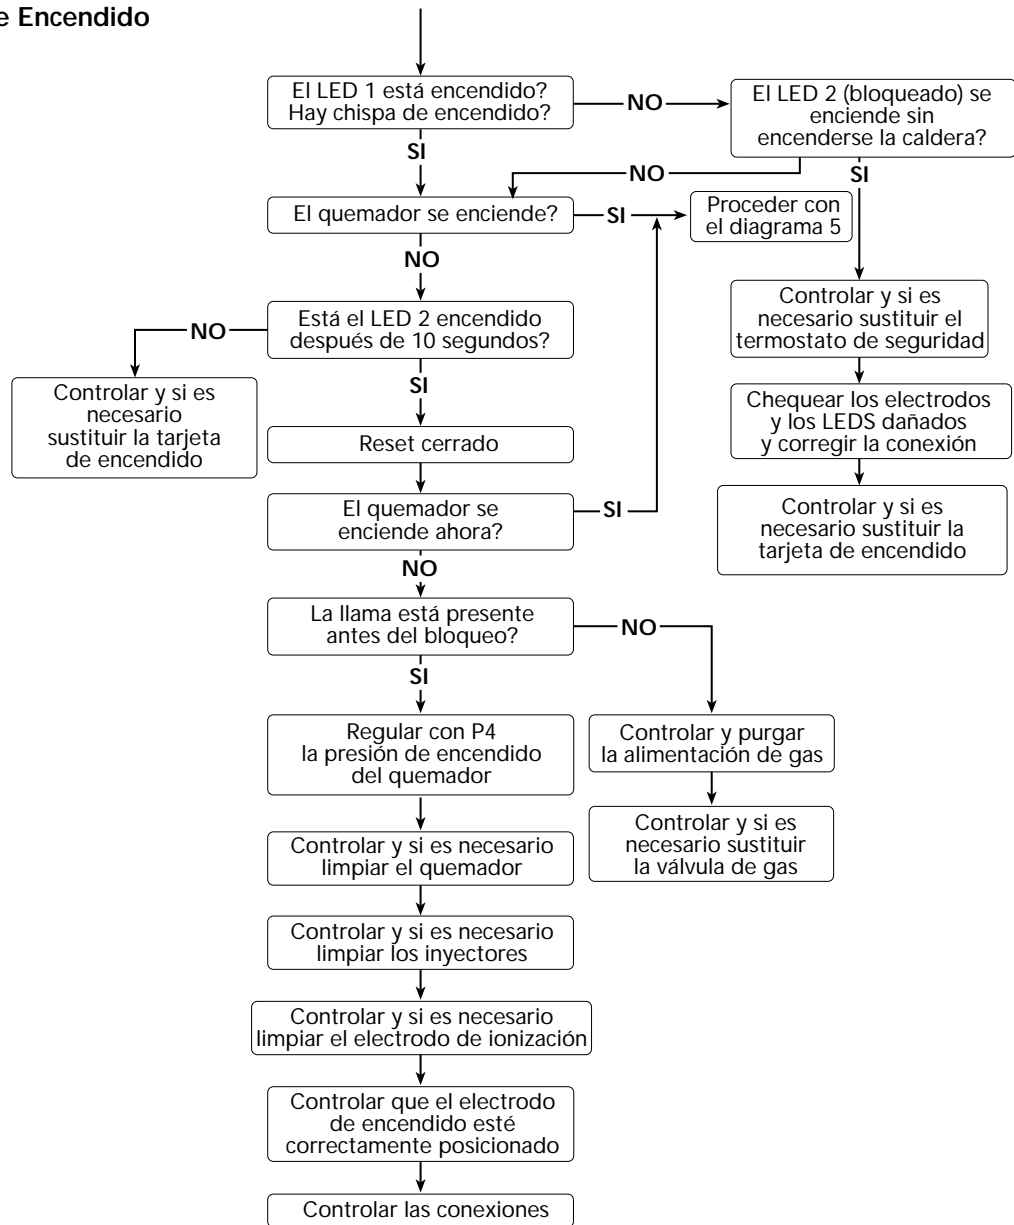 e Encendido
El LED 1 está encendido?
Hay chispa de encendido?
NO
El LED 2 (bloqueado) se
enciende sin
encenderse la caldera?
SI
NO
SI
El quemador se enciende?
SI
Proceder con
el diagrama 5
NO
Controlar y si es
necesario sustituir el
termostato de seguridad
Está el LED 2 encendido
después de 10 segundos?
NO
SI
Controlar y si es
necesario
sustituir la tarjeta
de encendido
Chequear los electrodos
y los LEDS dañados
y corregir la conexión
Reset cerrado
El quemador se
enciende ahora?
SI
Controlar y si es
necesario sustituir la
tarjeta de encendido
NO
La llama está presente
antes del bloqueo?
NO
SI
Regular con P4
la presión de encendido
del quemador
Controlar y purgar
la alimentación de gas
Controlar y si es necesario
limpiar el quemador
Controlar y si es
necesario sustituir
la válvula de gas
Controlar y si es necesario
limpiar los inyectores
Controlar y si es necesario
limpiar el electrodo de ionización
Controlar que el electrodo
de encendido esté
correctamente posicionado
Controlar las conexiones